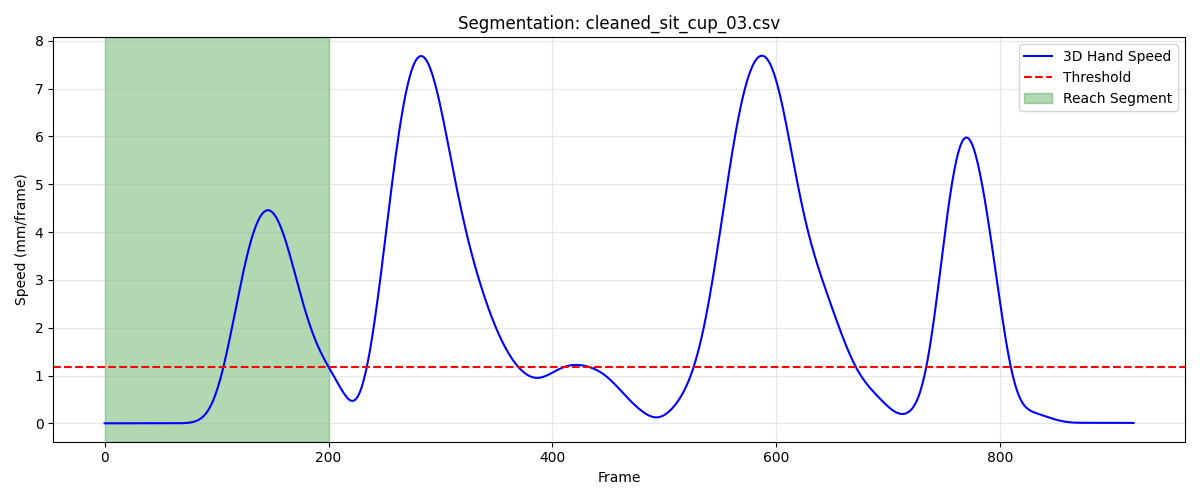 Segmentation: cleaned_sit_cup_03.csv
3D Hand Speed
Threshold
Reach Segment
Speed (mm/frame)
8
7
6
5
4
3
2
1
0
0 200 400 600 800
Frame